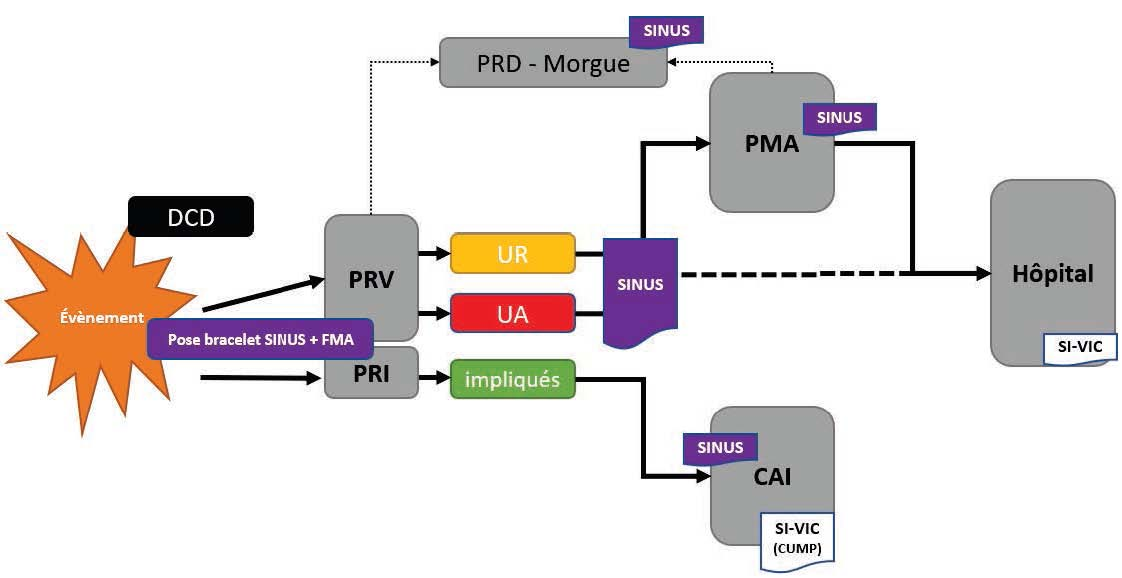 SINUS
PRD - Morgue
PMA
SINUS
DCD
Évènement
PRV
UR
UA
SINUS
Hôpital
SI-VIC
Pose bracelet SINUS + FMA
PRI
impliqués
SINUS
CAI
SI-VIC
(CUMP)